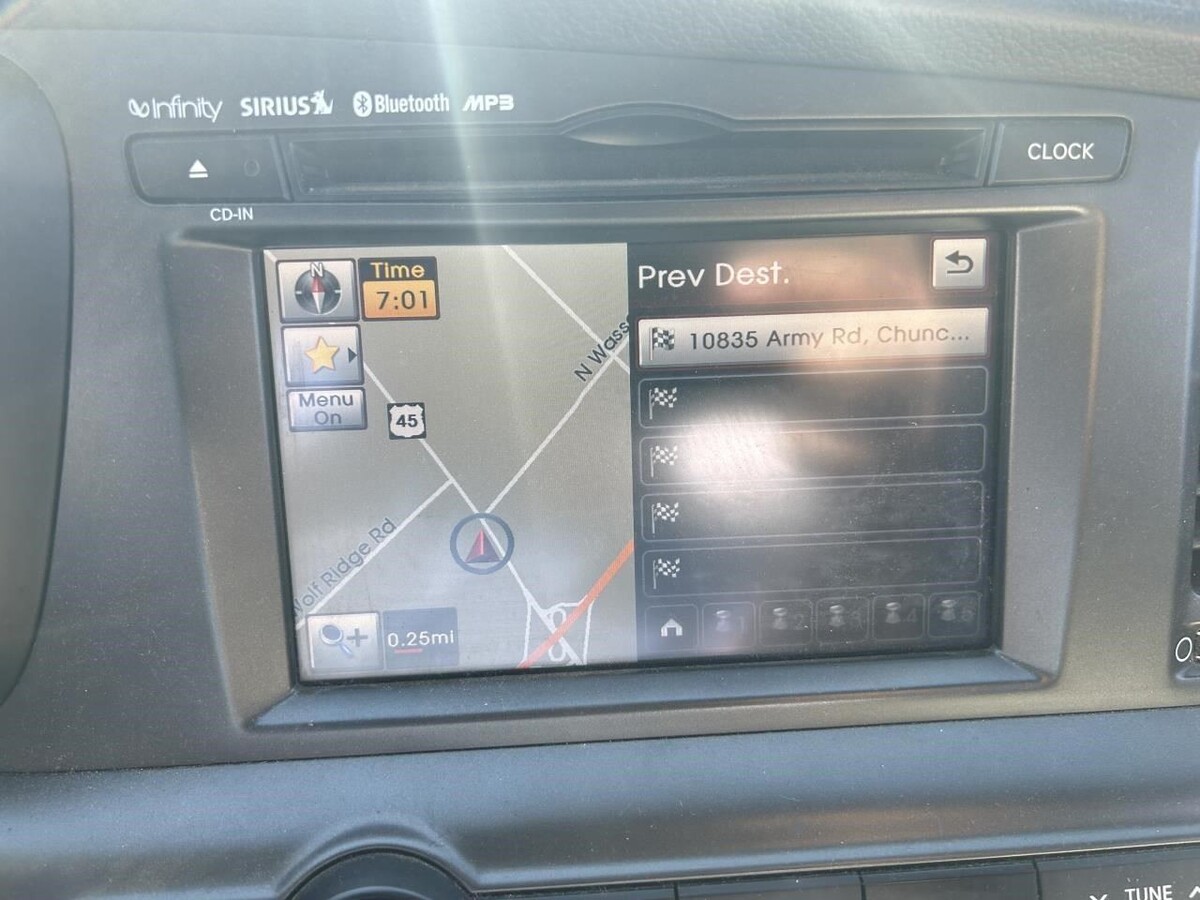 Infinity SIRIUS Bluetooth MP3
CLOCK
CD-IN
N
Time
7:01
Menu
On
45
N Wass
Wolf Ridge Rd
0.25mi
Prev Dest.
10835 Army Rd, Chunc...
TUNE